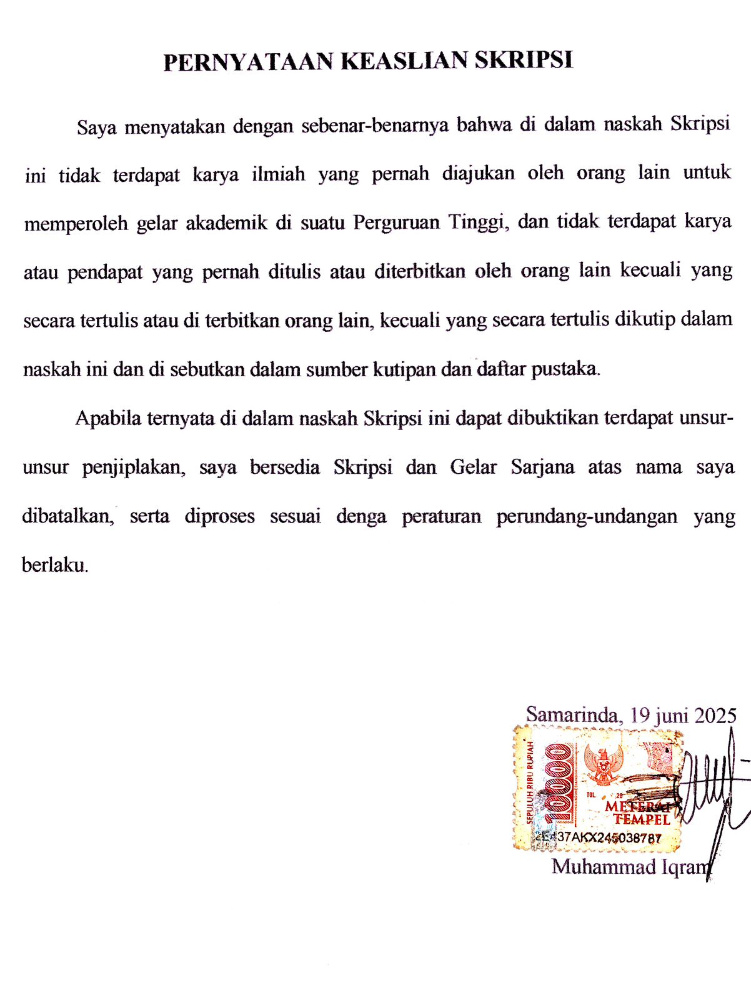 PERNYATAAN KEASLIAN SKRIPSI
Saya menyatakan dengan sebenar-benarnya bahwa di dalam naskah Skripsi
ini tidak terdapat karya ilmiah yang pernah diajukan oleh orang lain untuk
memperoleh gelar akademik di suatu Perguruan Tinggi, dan tidak terdapat karya
atau pendapat yang pernah ditulis atau diterbitkan oleh orang lain kecuali yang
secara tertulis atau di terbitkan orang lain, kecuali yang secara tertulis dikutip dalam
naskah ini dan di sebutkan dalam sumber kutipan dan daftar pustaka.
Apabila ternyata di dalam naskah Skripsi ini dapat dibuktikan terdapat unsur-
unsur penjiplakan, saya bersedia Skripsi dan Gelar Sarjana atas nama saya
dibatalkan, serta diproses sesuai denga peraturan perundang-undangan yang
berlaku.
Samarinda, 19 juni 2025
SEPULUH RIBU RUPIAH
10000
TGL. 20
METERAI
TEMPEL
37AKX245038787
Muhammad Iqram